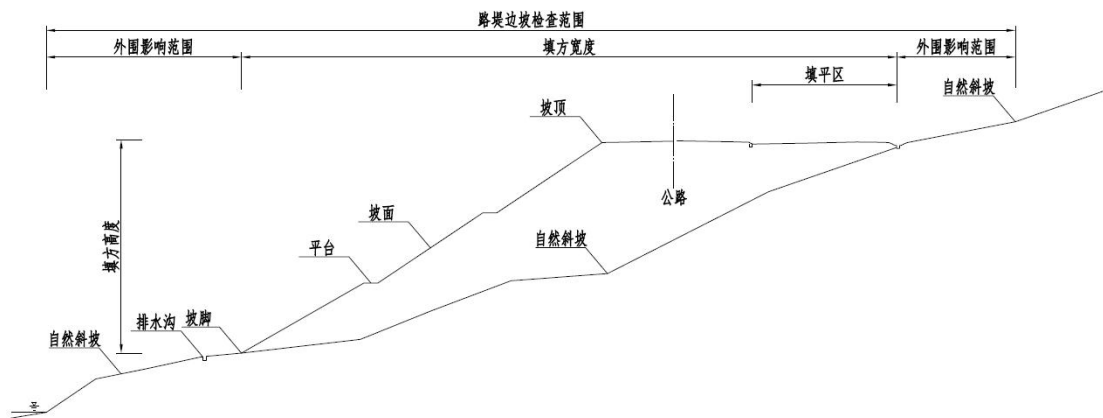 路堤边坡检查范围
外围影响范围
填方宽度
外围影响范围
填平区
自然斜坡
坡顶
公路
坡面
填方高度
自然斜坡
平台
排水沟
坡脚
自然斜坡